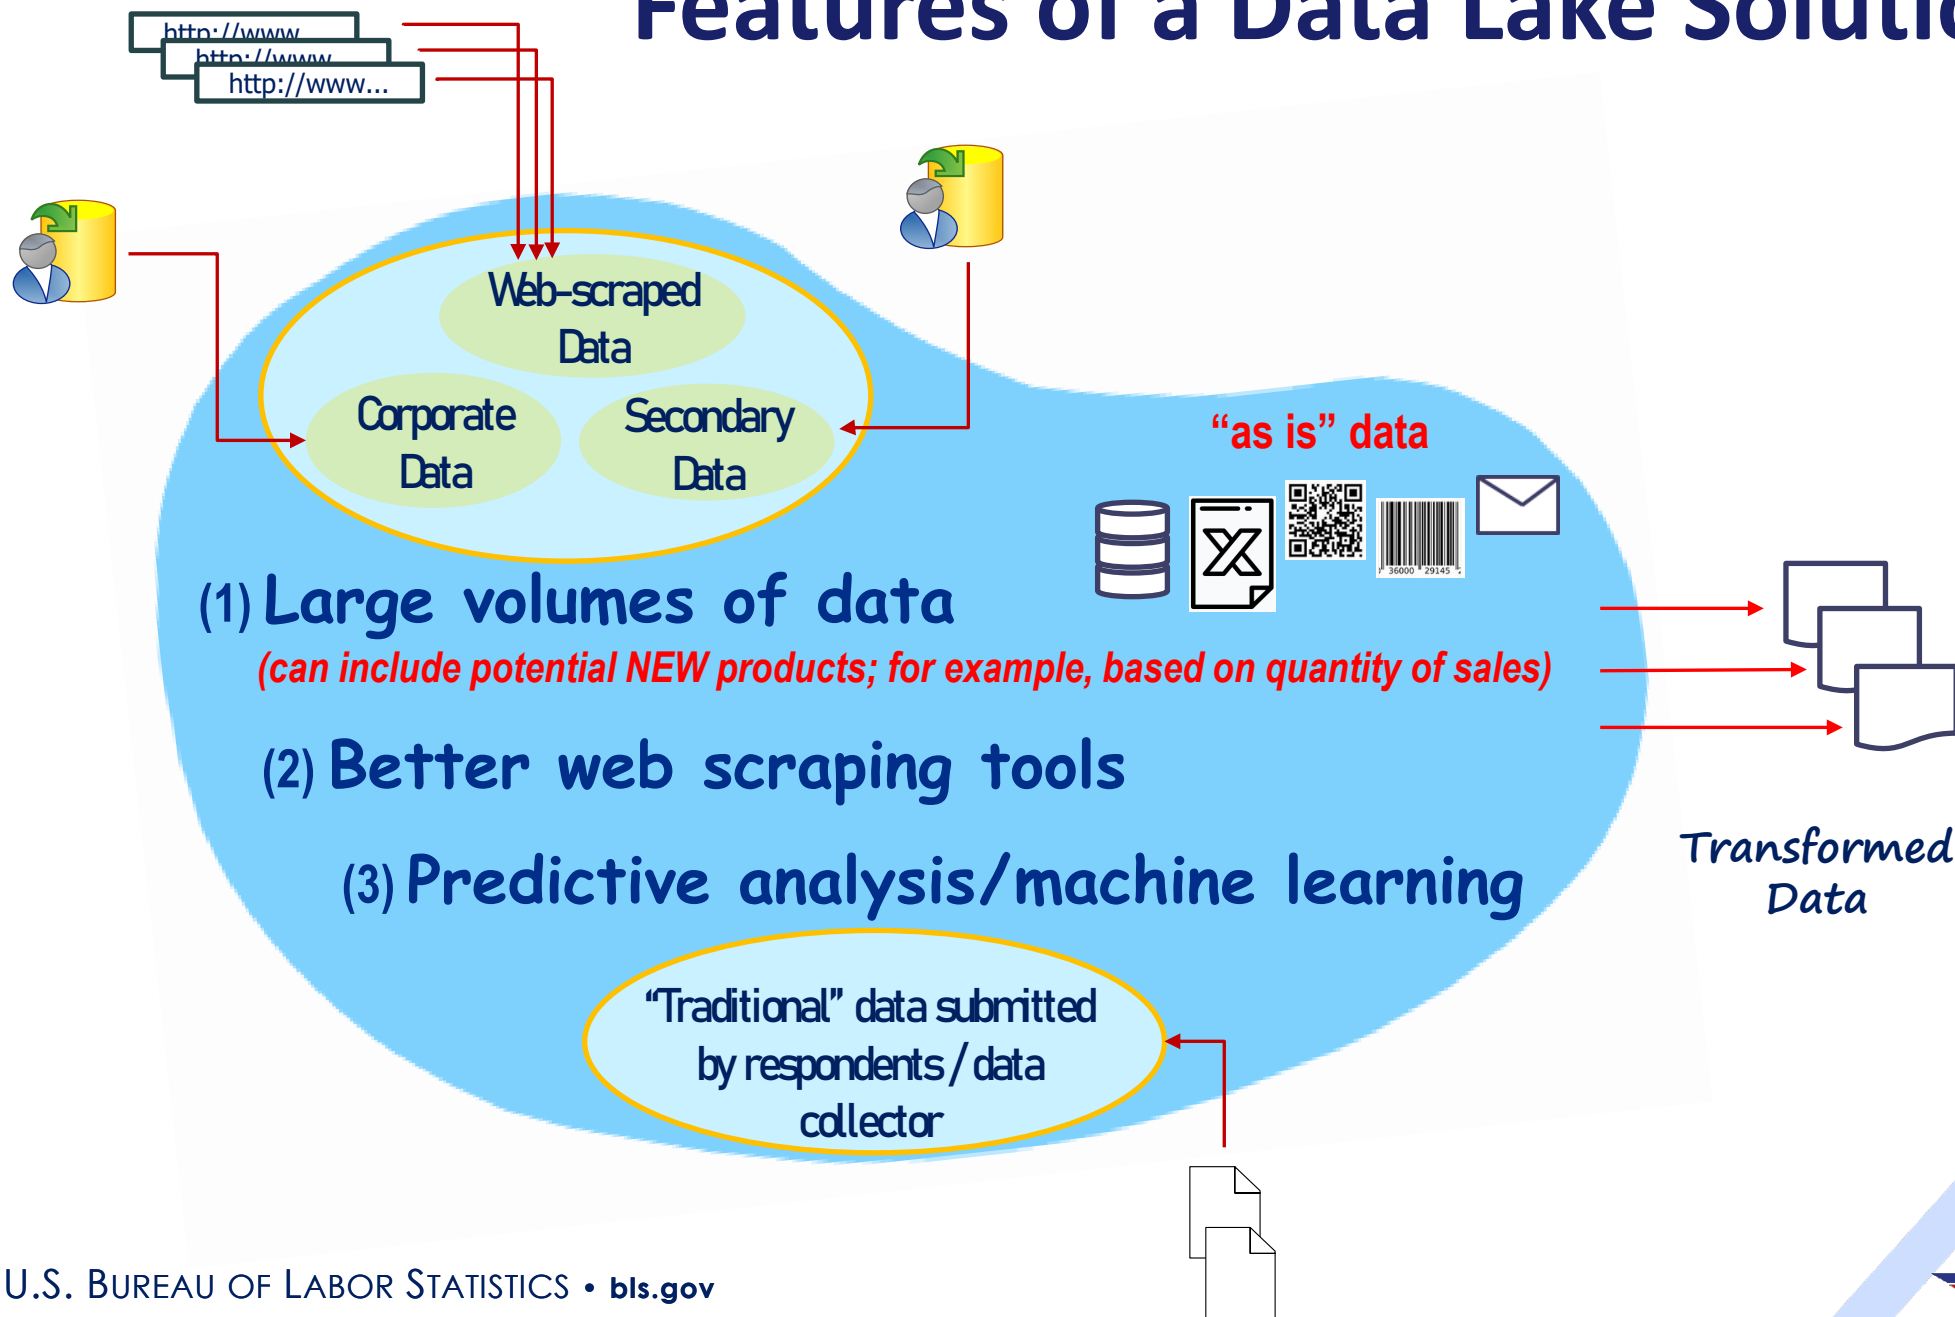 Features of a Data Lake
http://www
http://www
http://www...
Web-scraped
Data
Corporate
Data
Secondary
Data
“as is” data
36000 29145
(1) Large volumes of data
(can include potential NEW products; for example, based on quantity of sales)
(2) Better web scraping tools
(3) Predictive analysis/machine learning
Transformed
Data
“Traditional” data submitted
by respondents / data
collector
U.S. BUREAU OF LABOR STATISTICS • bls.gov